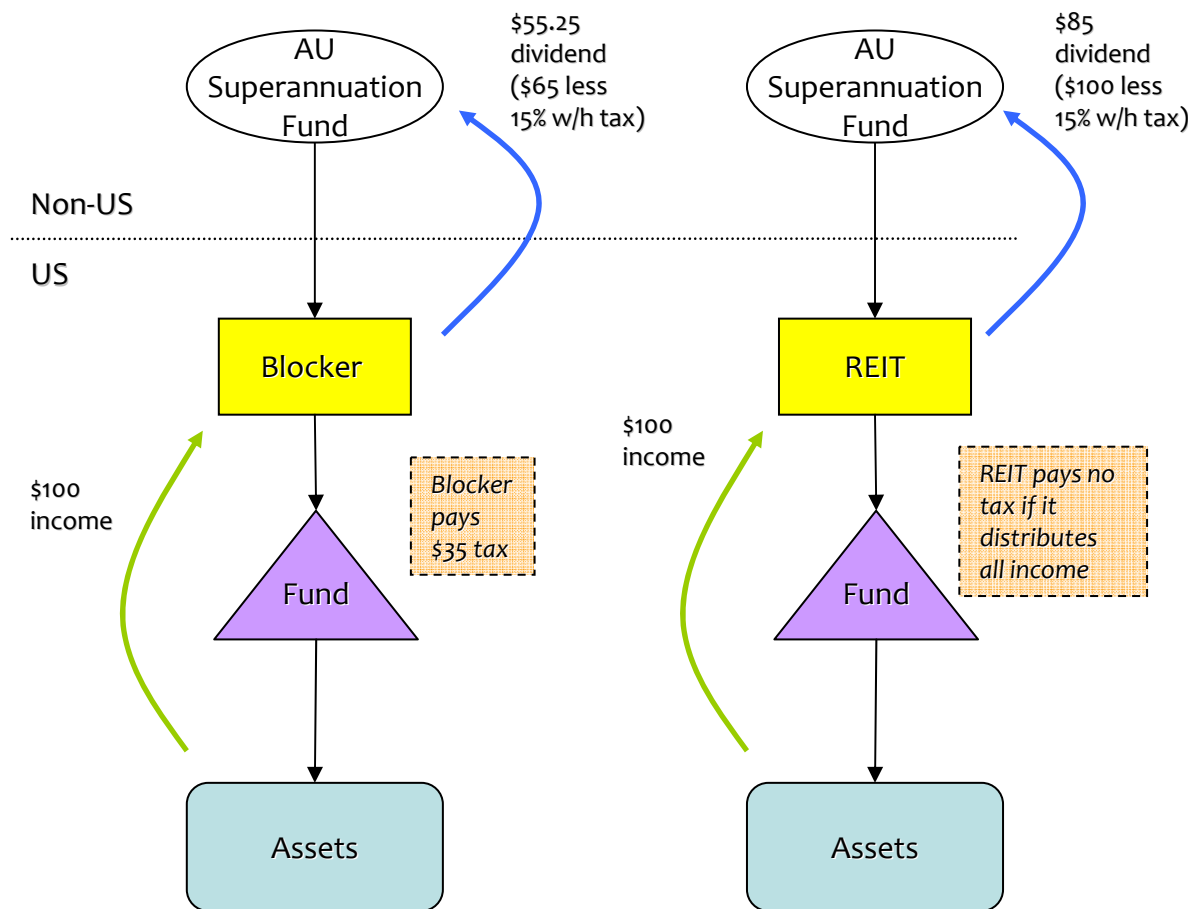 AU
Superannuation
Fund
$55.25
dividend
($65 less
15% w/h tax)
AU
Superannuation
Fund
$85
dividend
($100 less
15% w/h tax)
Non-US
US
Blocker
REIT
$100
income
Blocker
pays
$35 tax
$100
income
REIT pays no
tax if it
distributes
all income
Fund
Fund
Assets
Assets